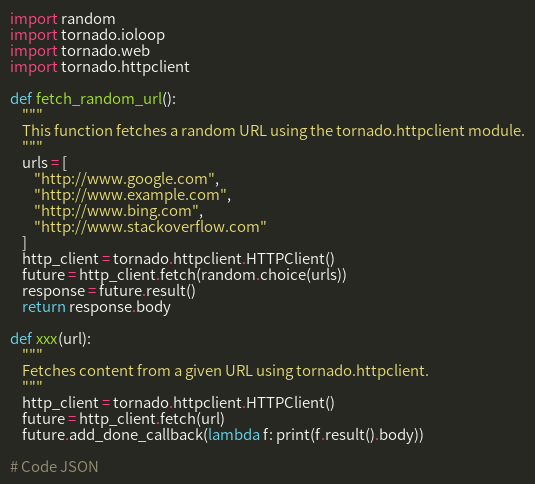 import random
import tornado.ioloop
import tornado.web
import tornado.httpclient

def fetch_random_url():
    """
    This function fetches a random URL using the tornado.httpclient module.
    """
    urls = [
        "http://www.google.com",
        "http://www.example.com",
        "http://www.bing.com",
        "http://www.stackoverflow.com"
    ]
    http_client = tornado.httpclient.HTTPClient()
    future = http_client.fetch(random.choice(urls))
    response = future.result()
    return response.body

def xxx(url):
    """
    Fetches content from a given URL using tornado.httpclient.
    """
    http_client = tornado.httpclient.HTTPClient()
    future = http_client.fetch(url)
    future.add_done_callback(lambda f: print(f.result().body))

# Code JSON